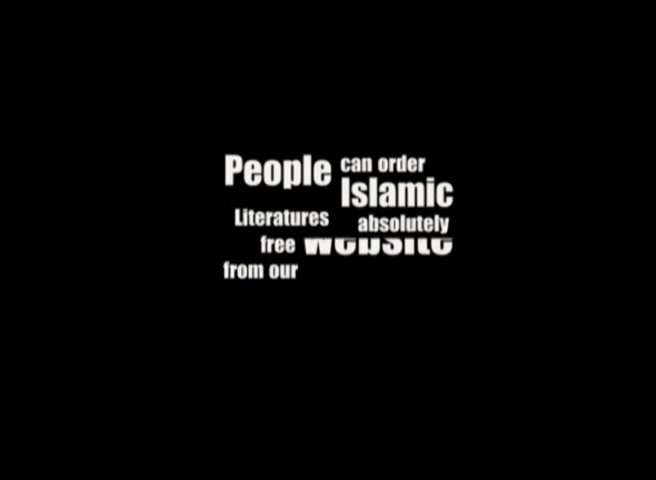 People can order
Islamic
Literatures absolutely
free website
from our